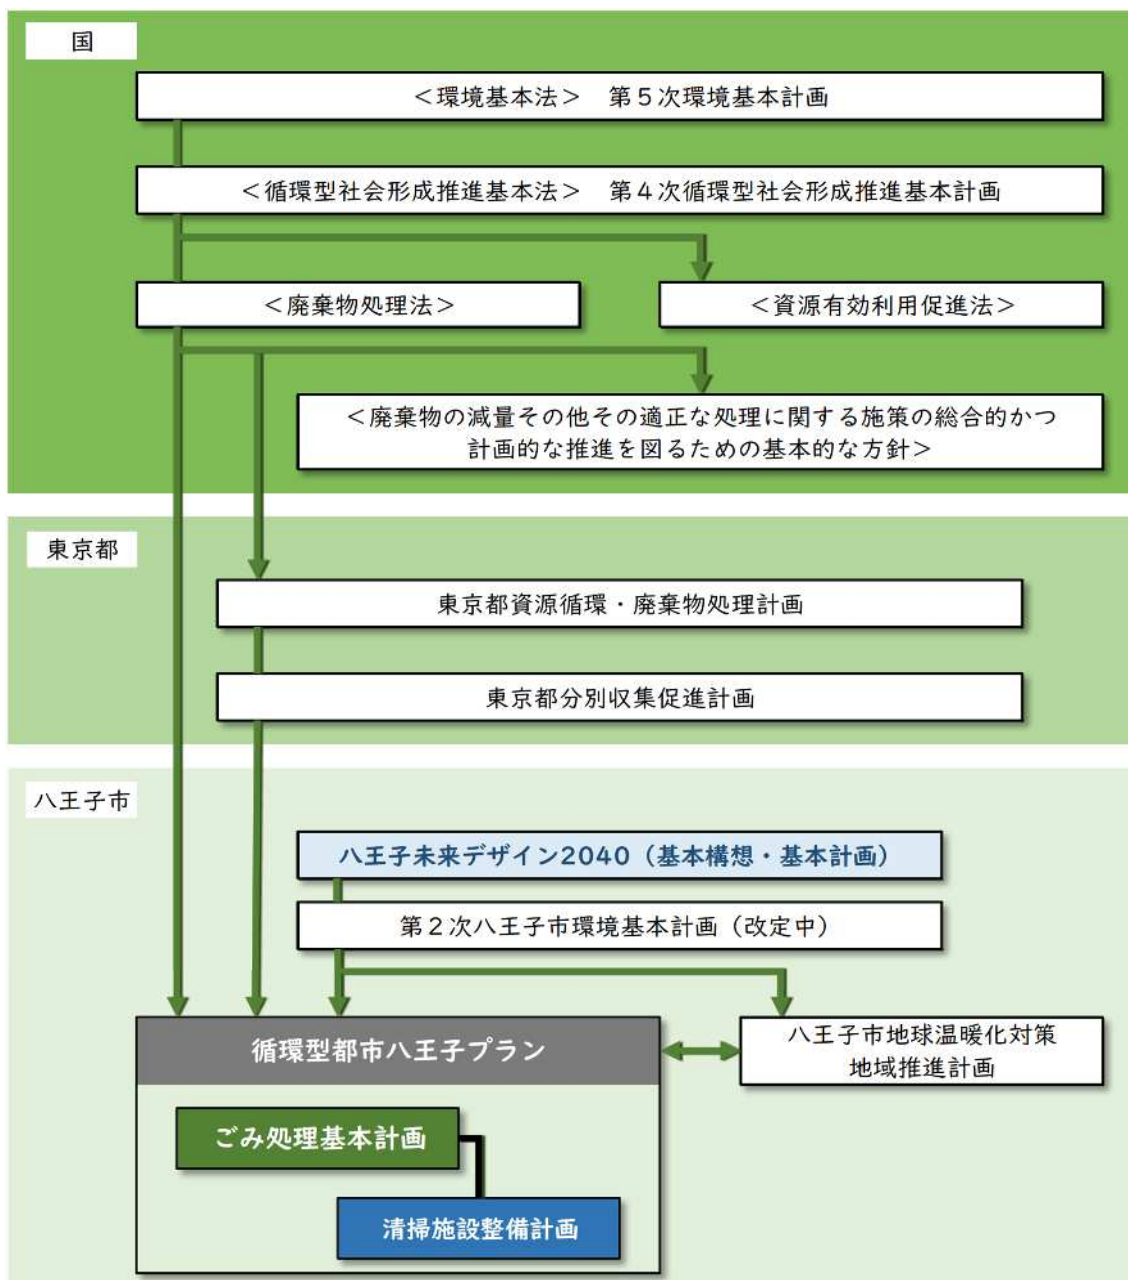 国
＜環境基本法＞　第５次環境基本計画
＜循環型社会形成推進基本法＞　第４次循環型社会形成推進基本計画
＜廃棄物処理法＞
＜資源有効利用促進法＞
＜廃棄物の減量その他その適正な処理に関する施策の総合的かつ
計画的な推進を図るための基本的な方針＞
東京都
東京都資源循環・廃棄物処理計画
東京都分別収集促進計画
八王子市
八王子未来デザイン2040（基本構想・基本計画）
第２次八王子市環境基本計画（改定中）
循環型都市八王子プラン
八王子市地球温暖化対策
地域推進計画
ごみ処理基本計画
清掃施設整備計画